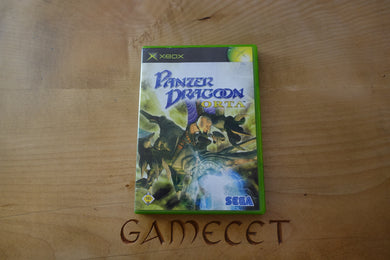 XBOX
PANZER
DRAGOON
ORTA
SEGA
GAMECET